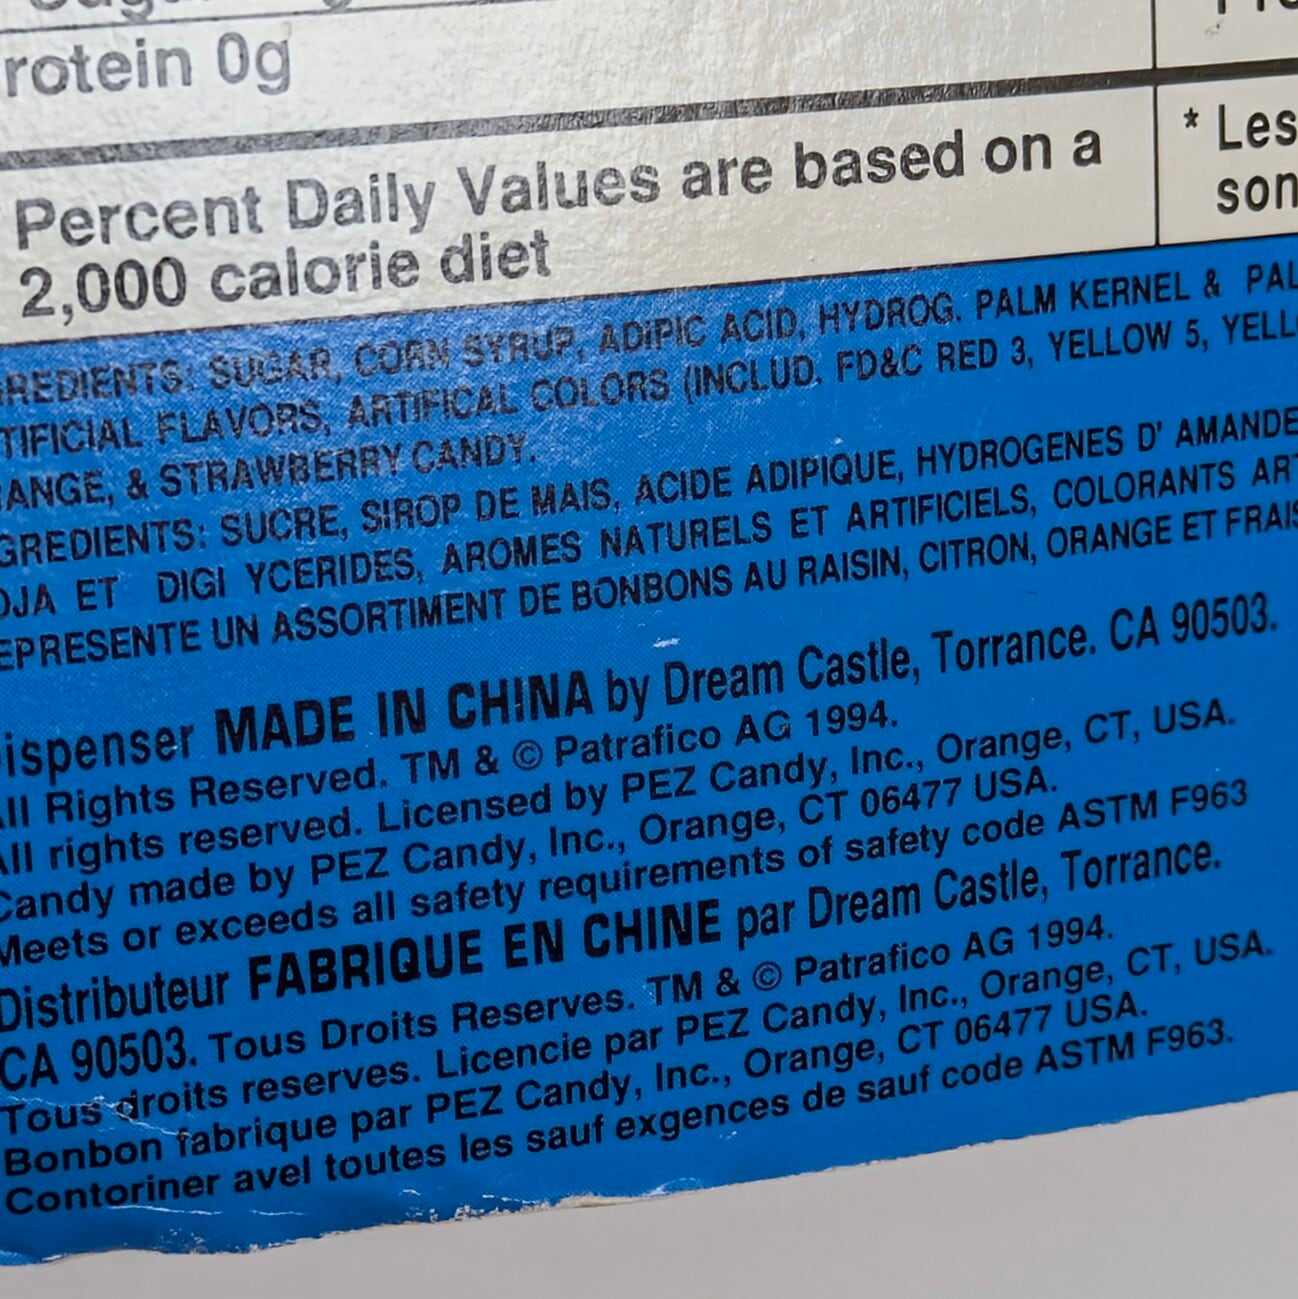 rotein 0g
Percent Daily Values are based on a
2,000 calorie diet
* Les
son
GREDIENTS: SUGAR, CORN SYRUP, ADIPIC ACID, HYDROG. PALM KERNEL & PAL
TIFICIAL FLAVORS, ARTIFICAL COLORS (INCLUD. FD&C RED 3, YELLOW 5, YELL
ANGE, & STRAWBERRY CANDY.
GREDIENTS: SUCRE, SIROP DE MAIS, ACIDE ADIPIQUE, HYDROGENES D' AMANDE
OJA ET DIGI YCERIDES, AROMES NATURELS ET ARTIFICIELS, COLORANTS ART
EPRESENTE UN ASSORTIMENT DE BONBONS AU RAISIN, CITRON, ORANGE ET FRAIS
ispenser MADE IN CHINA by Dream Castle, Torrance. CA 90503.
All Rights Reserved. TM & © Patrafico AG 1994.
All rights reserved. Licensed by PEZ Candy, Inc., Orange, CT, USA.
Candy made by PEZ Candy, Inc., Orange, CT 06477 USA.
Meets or exceeds all safety requirements of safety code ASTM F963
Distributeur FABRIQUE EN CHINE par Dream Castle, Torrance.
CA 90503. Tous Droits Reserves. TM & © Patrafico AG 1994.
Tous droits reserves. Licencie par PEZ Candy, Inc., Orange, CT, USA.
Bonbon fabrique par PEZ Candy, Inc., Orange, CT 06477 USA.
Contoriner avel toutes les sauf exgences de sauf code ASTM F963.